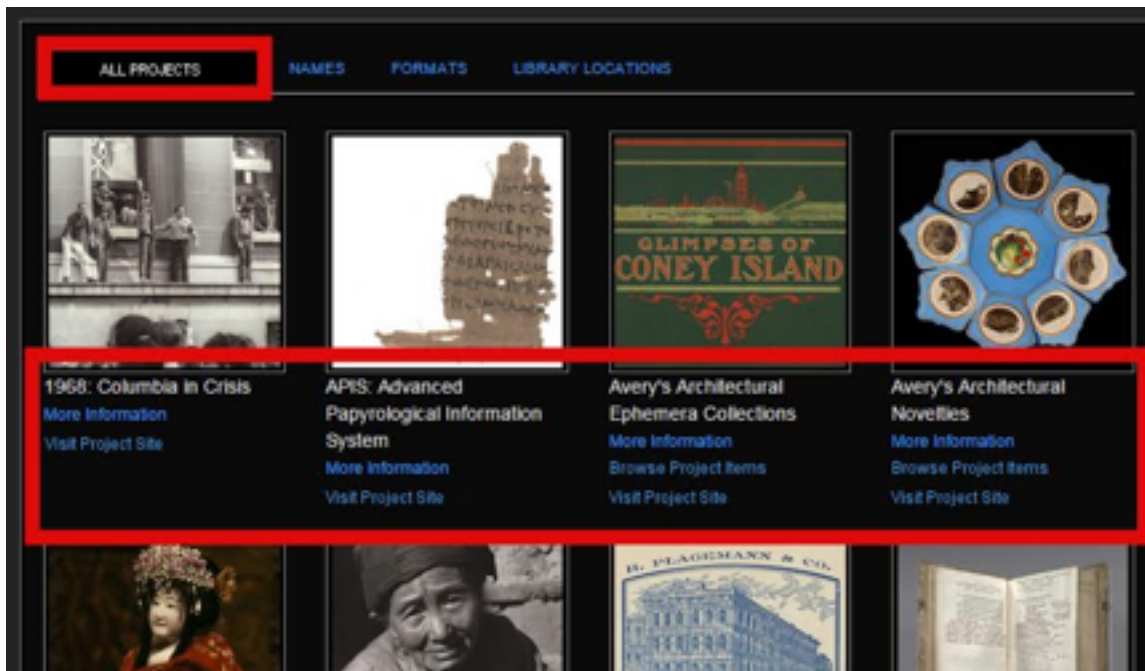 ALL PROJECTS NAMES FORMATS LIBRARY LOCATIONS
GLIMPSES OF
CONEY ISLAND
1968: Columbia in Crisis
More Information
Visit Project Site
APIS: Advanced
Papyrological Information
System
More Information
Visit Project Site
Avery's Architectural
Ephemera Collections
More Information
Browse Project Items
Visit Project Site
Avery's Architectural
Novelties
More Information
Browse Project Items
Visit Project Site
H. PLAGEMANN & CO.